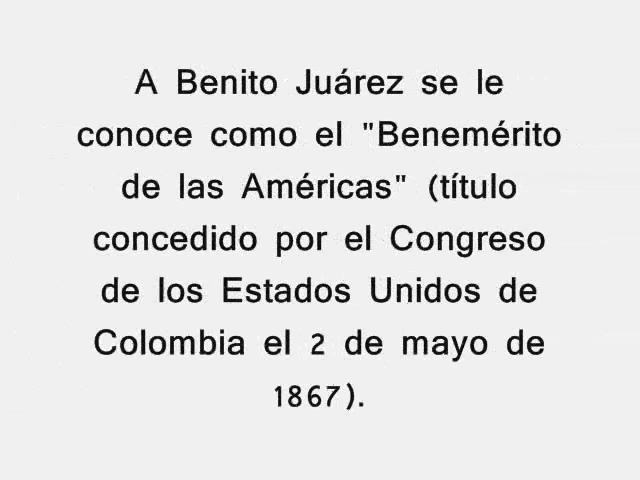 A Benito Juárez se le
conoce como el "Benemérito
de las Américas" (título
concedido por el Congreso
de los Estados Unidos de
Colombia el 2 de mayo de
1867).